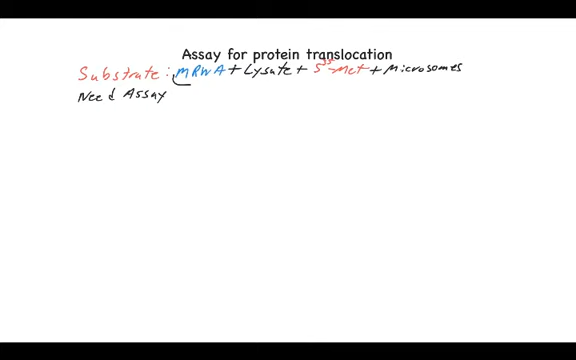 Assay for protein translocation
Substrate: mRNA + Lysate + S³⁵-Met + Microsomes
Need Assay